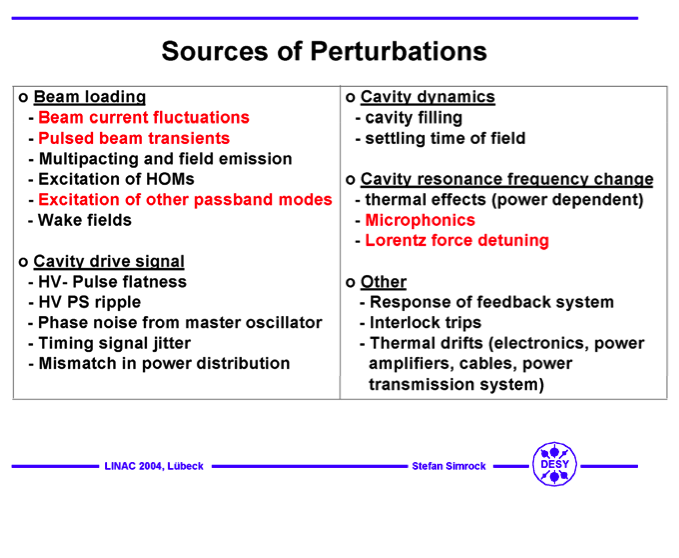 Sources of Perturbations
o Beam loading
- Beam current fluctuations
- Pulsed beam transients
- Multipacting and field emission
- Excitation of HOMs
- Excitation of other passband modes
- Wake fields
o Cavity drive signal
- HV- Pulse flatness
- HV PS ripple
- Phase noise from master oscillator
- Timing signal jitter
- Mismatch in power distribution
o Cavity dynamics
- cavity filling
- settling time of field
o Cavity resonance frequency change
- thermal effects (power dependent)
- Microphonics
- Lorentz force detuning
o Other
- Response of feedback system
- Interlock trips
- Thermal drifts (electronics, power
amplifiers, cables, power
transmission system)
LINAC 2004, Lübeck
Stefan Simrock
DESY